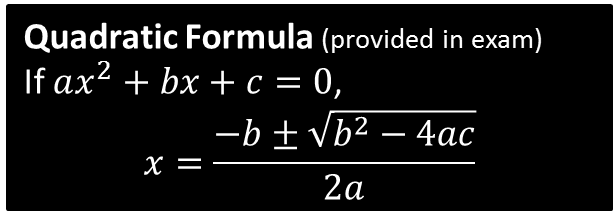 Quadratic Formula (provided in exam)
If ax² + bx + c = 0,
x = (−b ± √(b² − 4ac)) / (2a)